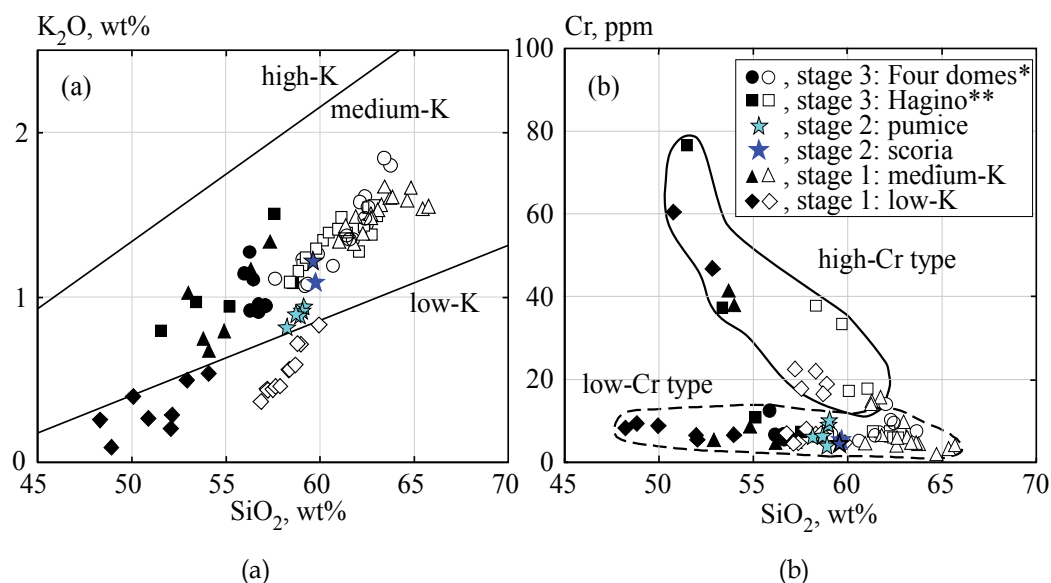 K₂O, wt%
(a)
high-K
medium-K
low-K
2
1
0
45 50 55 60 65 70
SiO₂, wt%
(a)
Cr, ppm
(b)
100
80
60
40
20
0
●○, stage 3: Four domes*
■□, stage 3: Hagino**
★, stage 2: pumice
★, stage 2: scoria
▲△, stage 1: medium-K
◆◇, stage 1: low-K
high-Cr type
low-Cr type
45 50 55 60 65 70
SiO₂, wt%
(b)